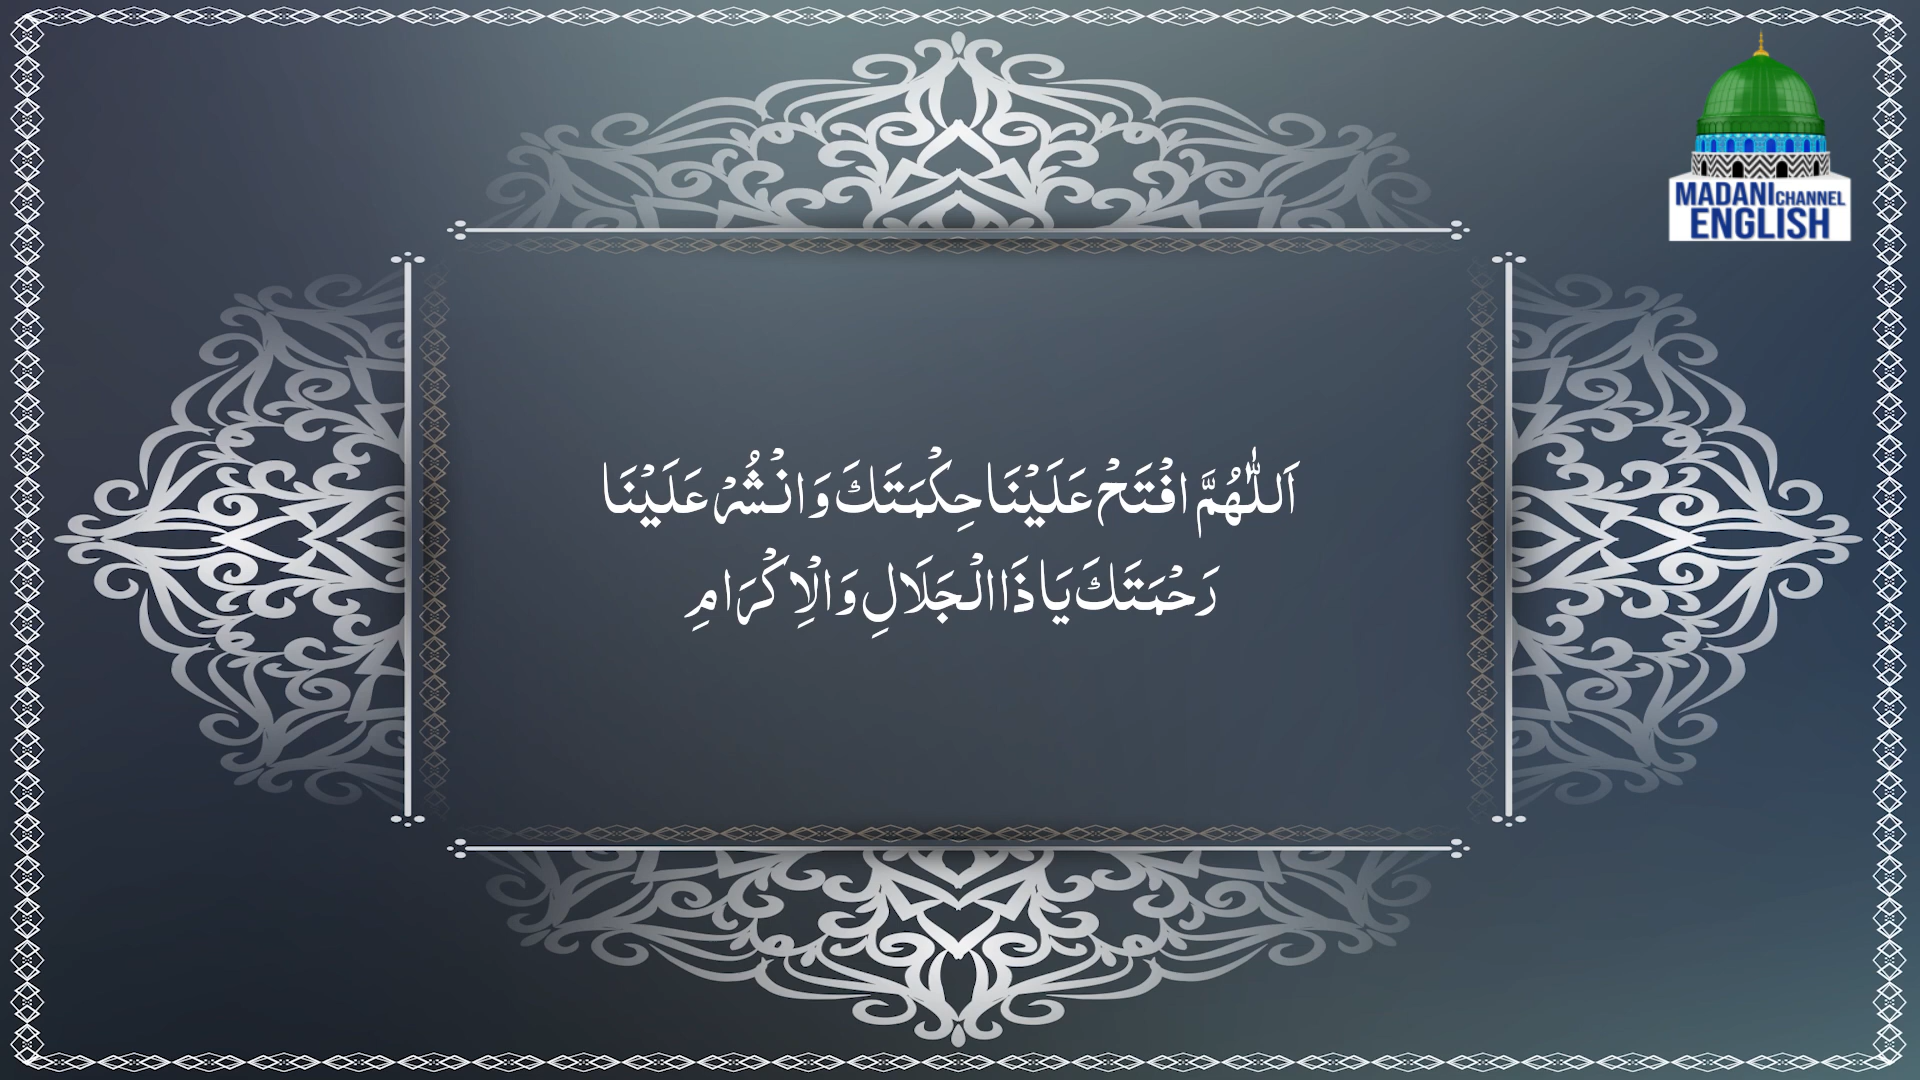 MADANI CHANNEL
ENGLISH
اَللّٰهُمَّ افْتَحْ عَلَيْنَا حِكْمَتَكَ وَانْشُرْ عَلَيْنَا
رَحْمَتَكَ يَا ذَا الْجَلَالِ وَالْاِكْرَامِ